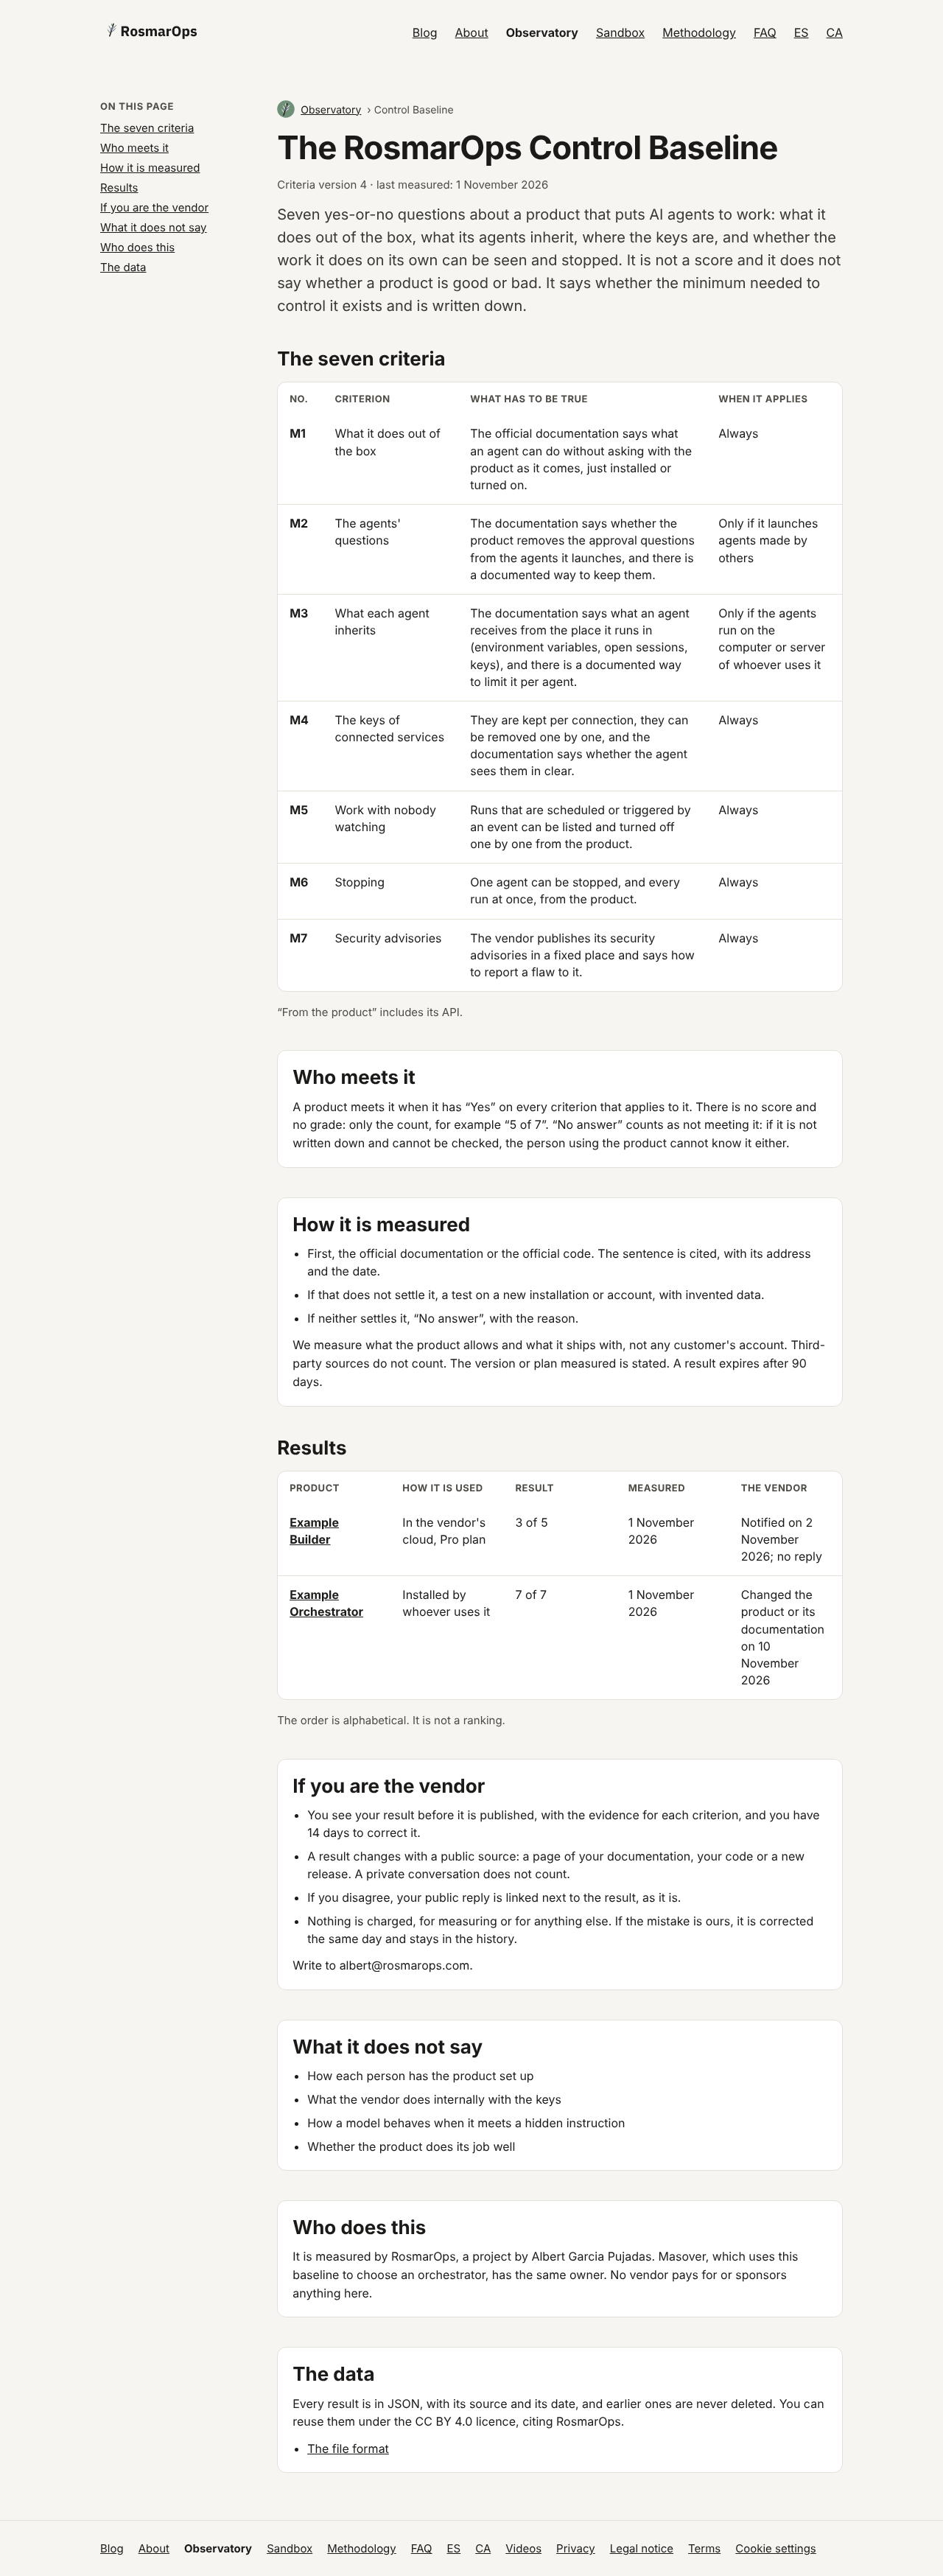 RosmarOps
Blog About Observatory Sandbox Methodology FAQ ES CA
ON THIS PAGE
The seven criteria
Who meets it
How it is measured
Results
If you are the vendor
What it does not say
Who does this
The data
Observatory › Control Baseline
The RosmarOps Control Baseline
Criteria version 4 · last measured: 1 November 2026
Seven yes-or-no questions about a product that puts AI agents to work: what it
does out of the box, what its agents inherit, where the keys are, and whether the
work it does on its own can be seen and stopped. It is not a score and it does not
say whether a product is good or bad. It says whether the minimum needed to
control it exists and is written down.
The seven criteria
NO. CRITERION WHAT HAS TO BE TRUE WHEN IT APPLIES
M1 What it does out of The official documentation says what Always
the box an agent can do without asking with the
product as it comes, just installed or
turned on.
M2 The agents' The documentation says whether the Only if it launches
questions product removes the approval questions agents made by
from the agents it launches, and there is others
a documented way to keep them.
M3 What each agent The documentation says what an agent Only if the agents
inherits receives from the place it runs in run on the
(environment variables, open sessions, computer or server
keys), and there is a documented way of whoever uses it
to limit it per agent.
M4 The keys of They are kept per connection, they can Always
connected services be removed one by one, and the
documentation says whether the agent
sees them in clear.
M5 Work with nobody Runs that are scheduled or triggered by Always
watching an event can be listed and turned off
one by one from the product.
M6 Stopping One agent can be stopped, and every Always
run at once, from the product.
M7 Security advisories The vendor publishes its security Always
advisories in a fixed place and says how
to report a flaw to it.
“From the product” includes its API.
Who meets it
A product meets it when it has “Yes” on every criterion that applies to it. There is no score and
no grade: only the count, for example “5 of 7”. “No answer” counts as not meeting it: if it is not
written down and cannot be checked, the person using the product cannot know it either.
How it is measured
• First, the official documentation or the official code. The sentence is cited, with its address
and the date.
• If that does not settle it, a test on a new installation or account, with invented data.
• If neither settles it, “No answer”, with the reason.
We measure what the product allows and what it ships with, not any customer's account. Third-
party sources do not count. The version or plan measured is stated. A result expires after 90
days.
Results
PRODUCT HOW IT IS USED RESULT MEASURED THE VENDOR
Example In the vendor's 3 of 5 1 November Notified on 2
Builder cloud, Pro plan 2026 November
2026; no reply
Example Installed by 7 of 7 1 November Changed the
Orchestrator whoever uses it 2026 product or its
documentation
on 10
November
2026
The order is alphabetical. It is not a ranking.
If you are the vendor
• You see your result before it is published, with the evidence for each criterion, and you have
14 days to correct it.
• A result changes with a public source: a page of your documentation, your code or a new
release. A private conversation does not count.
• If you disagree, your public reply is linked next to the result, as it is.
• Nothing is charged, for measuring or for anything else. If the mistake is ours, it is corrected
the same day and stays in the history.
Write to albert@rosmarops.com.
What it does not say
• How each person has the product set up
• What the vendor does internally with the keys
• How a model behaves when it meets a hidden instruction
• Whether the product does its job well
Who does this
It is measured by RosmarOps, a project by Albert Garcia Pujadas. Masover, which uses this
baseline to choose an orchestrator, has the same owner. No vendor pays for or sponsors
anything here.
The data
Every result is in JSON, with its source and its date, and earlier ones are never deleted. You can
reuse them under the CC BY 4.0 licence, citing RosmarOps.
• The file format
Blog About Observatory Sandbox Methodology FAQ ES CA Videos Privacy Legal notice Terms Cookie settings